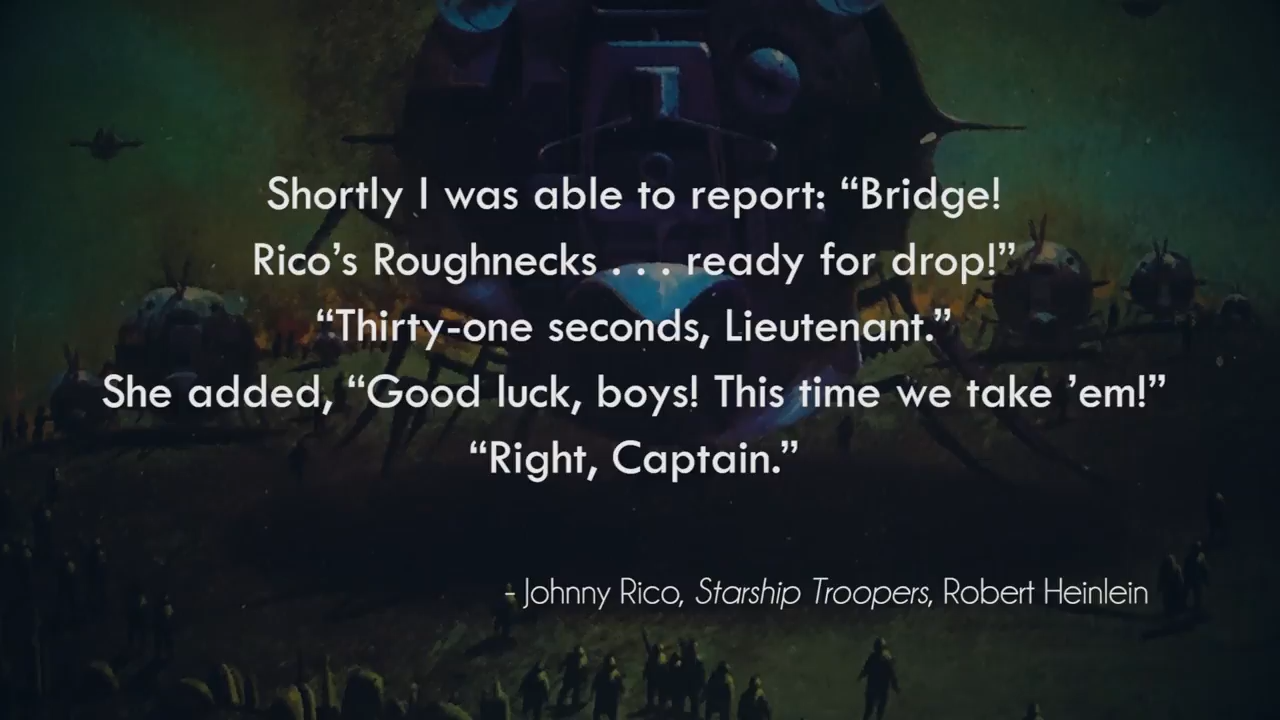 Shortly I was able to report: “Bridge!
Rico’s Roughnecks . . . ready for drop!”
“Thirty-one seconds, Lieutenant.”
She added, “Good luck, boys! This time we take ’em!”
“Right, Captain.”
- Johnny Rico, Starship Troopers, Robert Heinlein